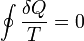 ∮ δQ/T = 0